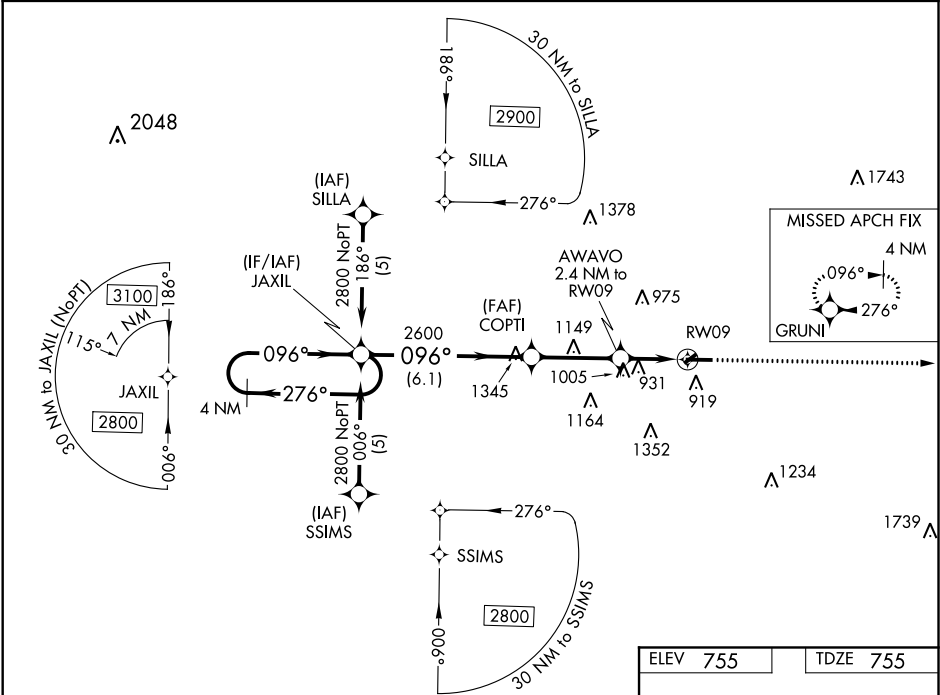 2048
186°
30 NM to SILLA
2900
SILLA
276°
1378
1743
MISSED APCH FIX
4 NM
096°
276°
GRUNI
(IAF)
SILLA
2800 NoPT
186°
(5)
(IF/IAF)
JAXIL
30 NM to JAXIL (NoPT)
3100
186°
7 NM
115°
JAXIL
2800
006°
096°
276°
4 NM
2600
096°
(6.1)
(FAF)
COPTI
1345
1149
AWAVO
2.4 NM to
RW09
975
1005
931
RW09
919
1164
1352
1234
1739
2800 NoPT
006°
(5)
(IAF)
SSIMS
276°
SSIMS
2800
006°
30 NM to SSIMS
ELEV 755
TDZE 755